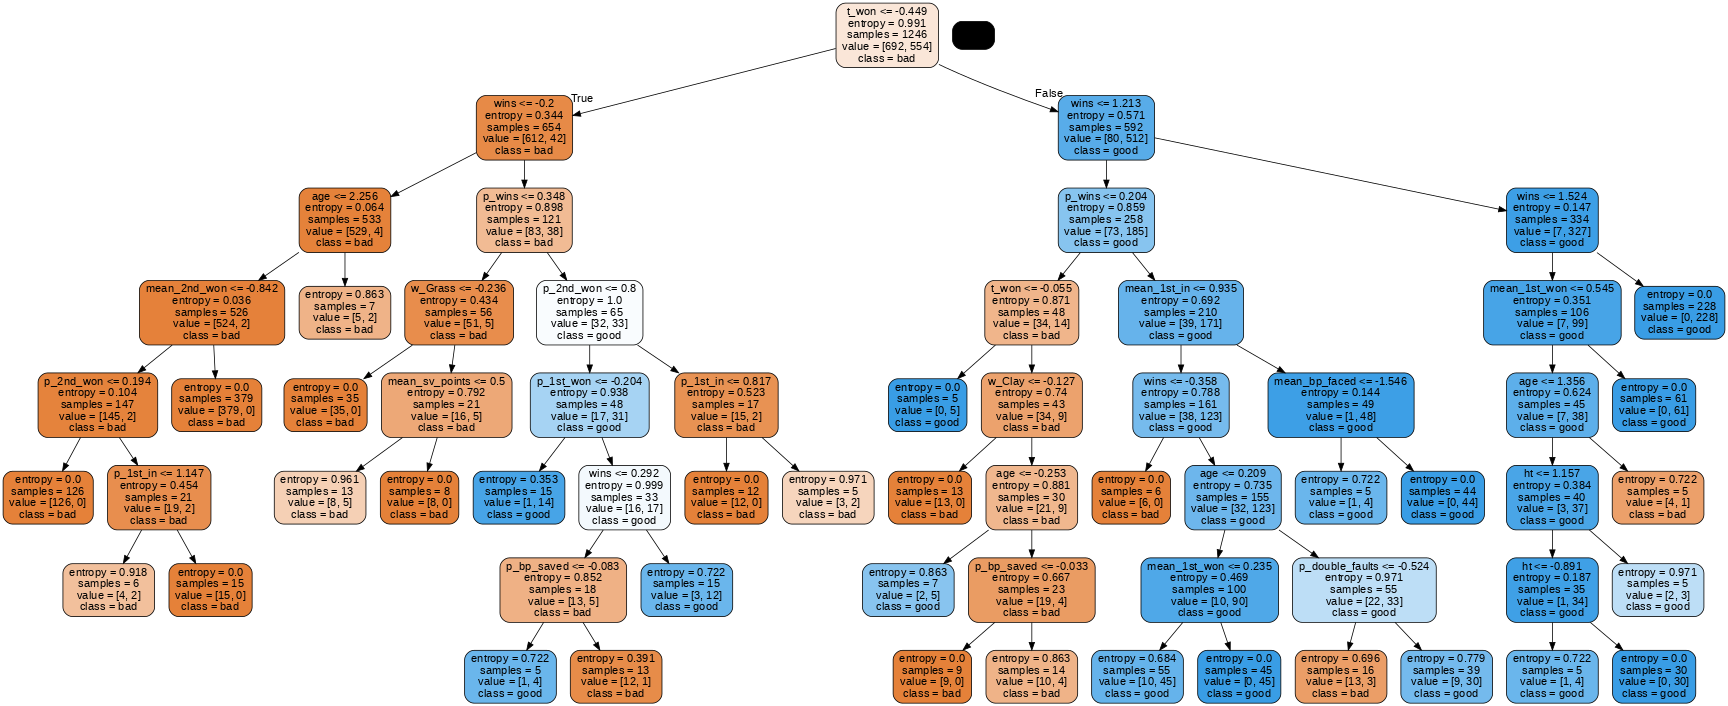 t_won <= -0.449
entropy = 0.991
samples = 1246
value = [692, 554]
class = bad
True
False
wins <= -0.2
entropy = 0.344
samples = 654
value = [612, 42]
class = bad
wins <= 1.213
entropy = 0.571
samples = 592
value = [80, 512]
class = good
age <= 2.256
entropy = 0.064
samples = 533
value = [529, 4]
class = bad
p_wins <= 0.348
entropy = 0.898
samples = 121
value = [83, 38]
class = bad
p_wins <= 0.204
entropy = 0.859
samples = 258
value = [73, 185]
class = good
wins <= 1.524
entropy = 0.147
samples = 334
value = [7, 327]
class = good
mean_2nd_won <= -0.842
entropy = 0.036
samples = 526
value = [524, 2]
class = bad
entropy = 0.863
samples = 7
value = [5, 2]
class = bad
w_Grass <= -0.236
entropy = 0.434
samples = 56
value = [51, 5]
class = bad
p_2nd_won <= 0.8
entropy = 1.0
samples = 65
value = [32, 33]
class = good
t_won <= -0.055
entropy = 0.871
samples = 48
value = [34, 14]
class = bad
mean_1st_in <= 0.935
entropy = 0.692
samples = 210
value = [39, 171]
class = good
mean_1st_won <= 0.545
entropy = 0.351
samples = 106
value = [7, 99]
class = good
entropy = 0.0
samples = 228
value = [0, 228]
class = good
p_2nd_won <= 0.194
entropy = 0.104
samples = 147
value = [145, 2]
class = bad
entropy = 0.0
samples = 379
value = [379, 0]
class = bad
entropy = 0.0
samples = 35
value = [35, 0]
class = bad
mean_sv_points <= 0.5
entropy = 0.792
samples = 21
value = [16, 5]
class = bad
p_1st_won <= -0.204
entropy = 0.938
samples = 48
value = [17, 31]
class = good
p_1st_in <= 0.817
entropy = 0.523
samples = 17
value = [15, 2]
class = bad
entropy = 0.0
samples = 5
value = [0, 5]
class = good
w_Clay <= -0.127
entropy = 0.74
samples = 43
value = [34, 9]
class = bad
wins <= -0.358
entropy = 0.788
samples = 161
value = [38, 123]
class = good
mean_bp_faced <= -1.546
entropy = 0.144
samples = 49
value = [1, 48]
class = good
age <= 1.356
entropy = 0.624
samples = 45
value = [7, 38]
class = good
entropy = 0.0
samples = 61
value = [0, 61]
class = good
entropy = 0.0
samples = 126
value = [126, 0]
class = bad
p_1st_in <= 1.147
entropy = 0.454
samples = 21
value = [19, 2]
class = bad
entropy = 0.961
samples = 13
value = [8, 5]
class = bad
entropy = 0.0
samples = 8
value = [8, 0]
class = bad
entropy = 0.353
samples = 15
value = [1, 14]
class = good
wins <= 0.292
entropy = 0.999
samples = 33
value = [16, 17]
class = good
entropy = 0.0
samples = 12
value = [12, 0]
class = bad
entropy = 0.971
samples = 5
value = [3, 2]
class = bad
entropy = 0.0
samples = 13
value = [13, 0]
class = bad
age <= -0.253
entropy = 0.881
samples = 30
value = [21, 9]
class = bad
entropy = 0.0
samples = 6
value = [6, 0]
class = bad
age <= 0.209
entropy = 0.735
samples = 155
value = [32, 123]
class = good
entropy = 0.722
samples = 5
value = [1, 4]
class = good
entropy = 0.0
samples = 44
value = [0, 44]
class = good
ht <= 1.157
entropy = 0.384
samples = 40
value = [3, 37]
class = good
entropy = 0.722
samples = 5
value = [4, 1]
class = bad
entropy = 0.918
samples = 6
value = [4, 2]
class = bad
entropy = 0.0
samples = 15
value = [15, 0]
class = bad
p_bp_saved <= -0.083
entropy = 0.852
samples = 18
value = [13, 5]
class = bad
entropy = 0.722
samples = 15
value = [3, 12]
class = good
entropy = 0.863
samples = 7
value = [2, 5]
class = good
p_bp_saved <= -0.033
entropy = 0.667
samples = 23
value = [19, 4]
class = bad
mean_1st_won <= 0.235
entropy = 0.469
samples = 100
value = [10, 90]
class = good
p_double_faults <= -0.524
entropy = 0.971
samples = 55
value = [22, 33]
class = good
ht <= -0.891
entropy = 0.187
samples = 35
value = [1, 34]
class = good
entropy = 0.971
samples = 5
value = [2, 3]
class = good
entropy = 0.722
samples = 5
value = [1, 4]
class = good
entropy = 0.391
samples = 13
value = [12, 1]
class = bad
entropy = 0.0
samples = 9
value = [9, 0]
class = bad
entropy = 0.863
samples = 14
value = [10, 4]
class = bad
entropy = 0.684
samples = 55
value = [10, 45]
class = good
entropy = 0.0
samples = 45
value = [0, 45]
class = good
entropy = 0.696
samples = 16
value = [13, 3]
class = bad
entropy = 0.779
samples = 39
value = [9, 30]
class = good
entropy = 0.722
samples = 5
value = [1, 4]
class = good
entropy = 0.0
samples = 30
value = [0, 30]
class = good